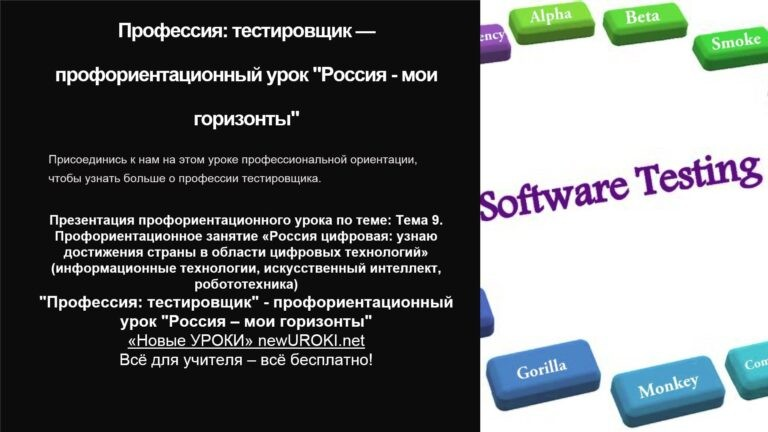 Профессия: тестировщик —
профориентационный урок "Россия - мои
горизонты"
Присоединись к нам на этом уроке профессиональной ориентации,
чтобы узнать больше о профессии тестировщика.
Презентация профориентационного урока по теме: Тема 9.
Профориентационное занятие «Россия цифровая: узнаю
достижения страны в области цифровых технологий»
(информационные технологии, искусственный интеллект,
робототехника)
"Профессия: тестировщик" - профориентационный
урок "Россия – мои горизонты"
«Новые УРОКИ» newUROKI.net
Всё для учителя – всё бесплатно!
ency
Alpha
Beta
Smoke
Software Testing
Gorilla
Monkey
Com